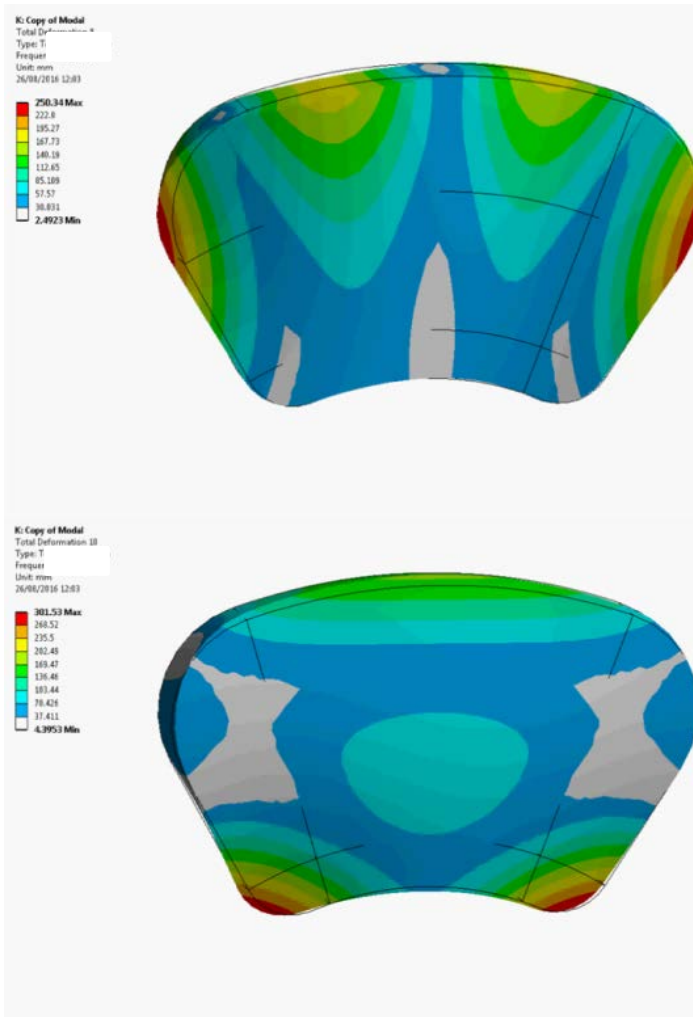 K: Copy of Modal
Total Deformation
Type: T
Frequer
Unit: mm
26/08/2016 12:03
250.34 Max
222.8
195.27
167.73
140.19
112.65
85.109
57.57
30.031
2.4923 Min
K: Copy of Modal
Total Deformation 10
Type: T
Frequer
Unit: mm
26/08/2016 12:03
301.53 Max
268.52
235.5
202.49
169.47
136.46
103.44
70.426
37.411
4.3953 Min